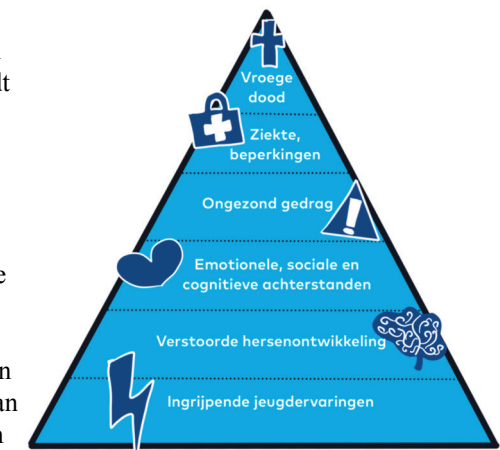 Vroege
dood
Ziekte,
beperkingen
Ongezond gedrag
Emotionele, sociale en
cognitieve achterstanden
Verstoorde hersenontwikkeling
Ingrijpende jeugdervaringen